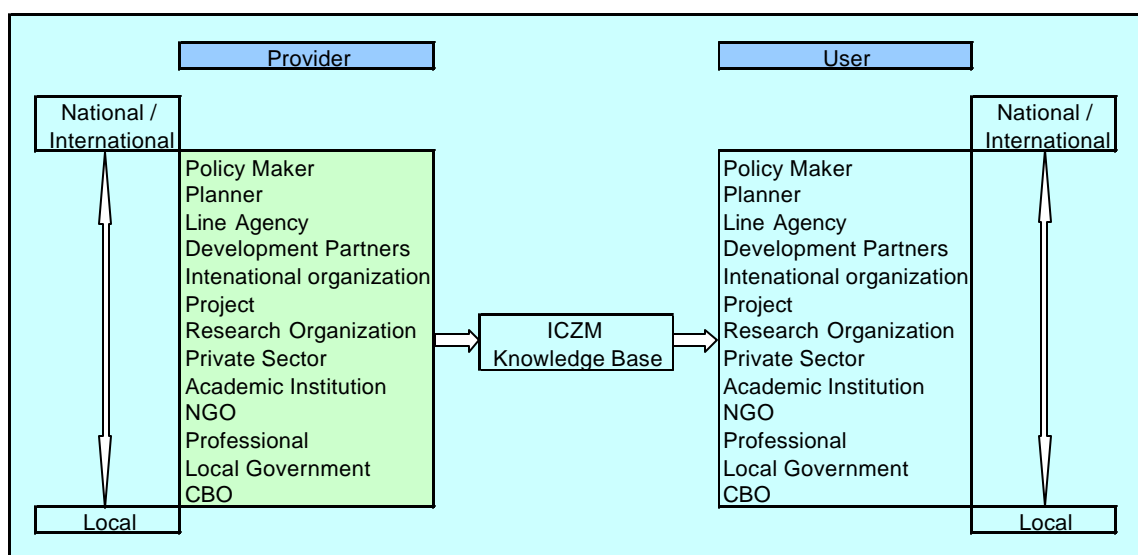 Provider
User
National /
International
National /
International
Policy Maker
Planner
Line Agency
Development Partners
Intenational organization
Project
Research Organization
Private Sector
Academic Institution
NGO
Professional
Local Government
CBO
ICZM
Knowledge Base
Policy Maker
Planner
Line Agency
Development Partners
Intenational organization
Project
Research Organization
Private Sector
Academic Institution
NGO
Professional
Local Government
CBO
Local
Local